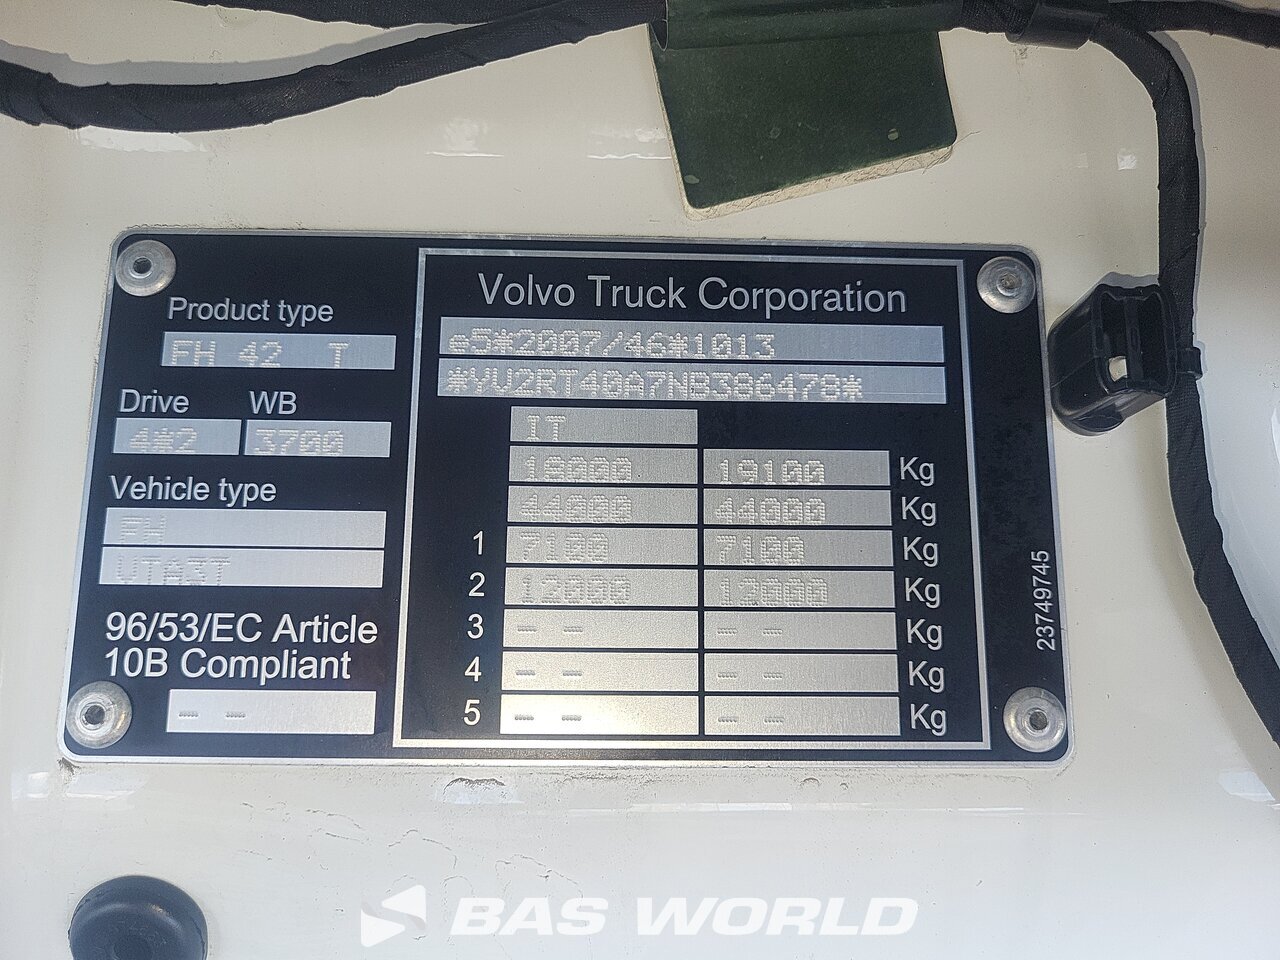 Product type
FH 42 T
Drive WB
4*2 3700
Vehicle type
FH
VTA3T
96/53/EC Article
10B Compliant
-- --
Volvo Truck Corporation
e5*2007/46*1013
*YV2RT40A7NB386478*
IT
18000 19100 Kg
44000 44000 Kg
1 7100 7100 Kg
2 12000 12000 Kg
3 -- -- -- -- Kg
4 -- -- -- -- Kg
5 -- -- -- -- Kg
23749745
BAS WORLD